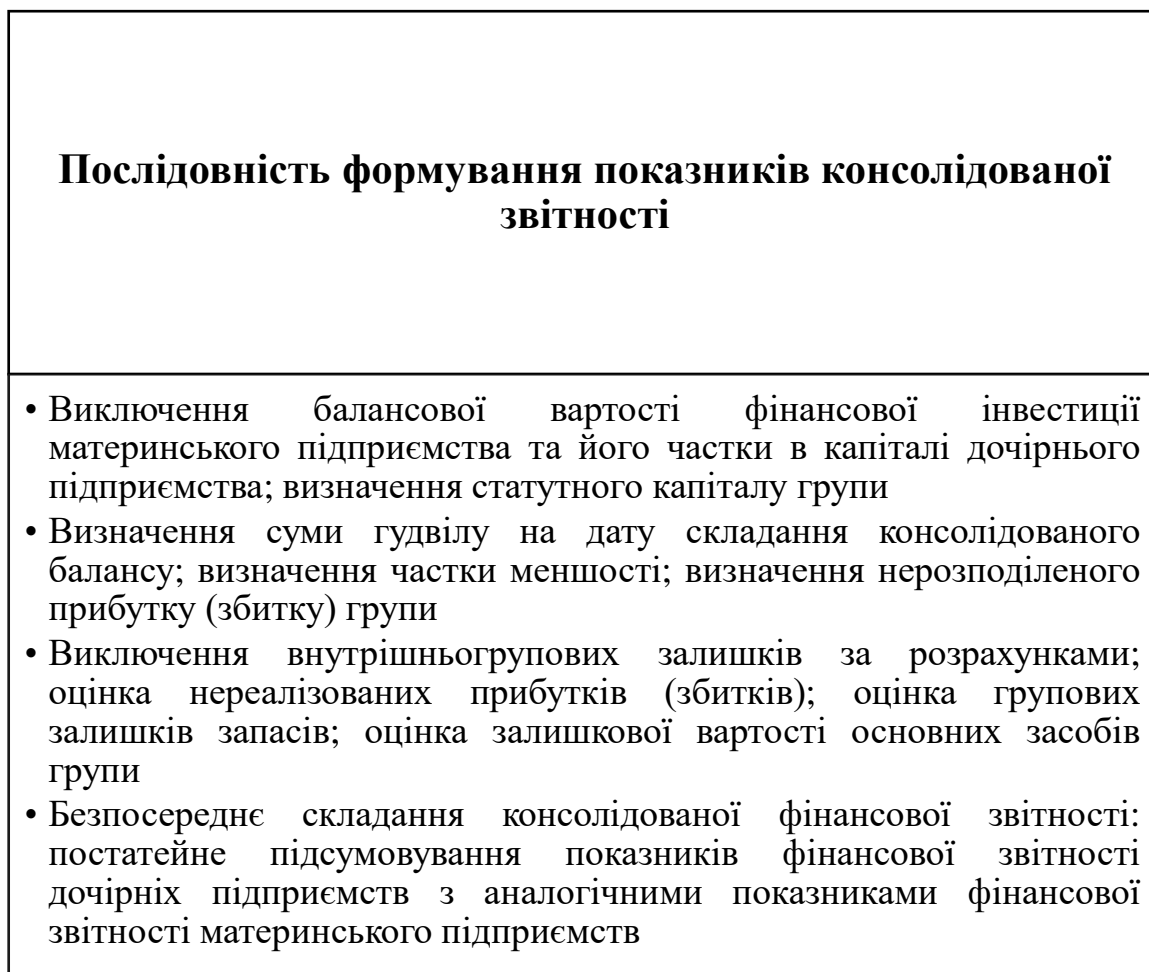 Послідовність формування показників консолідованої
звітності
• Виключення балансової вартості фінансової інвестиції
материнського підприємства та його частки в капіталі дочірнього
підприємства; визначення статутного капіталу групи
• Визначення суми гудвілу на дату складання консолідованого
балансу; визначення частки меншості; визначення нерозподіленого
прибутку (збитку) групи
• Виключення внутрішньогрупових залишків за розрахунками;
оцінка нереалізованих прибутків (збитків); оцінка групових
залишків запасів; оцінка залишкової вартості основних засобів
групи
• Безпосереднє складання консолідованої фінансової звітності:
постатейне підсумовування показників фінансової звітності
дочірніх підприємств з аналогічними показниками фінансової
звітності материнського підприємств